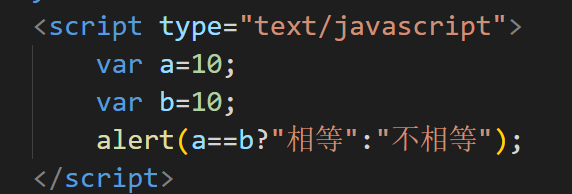 <script type="text/javascript">
var a=10;
var b=10;
alert(a==b?"相等":"不相等");
</script>